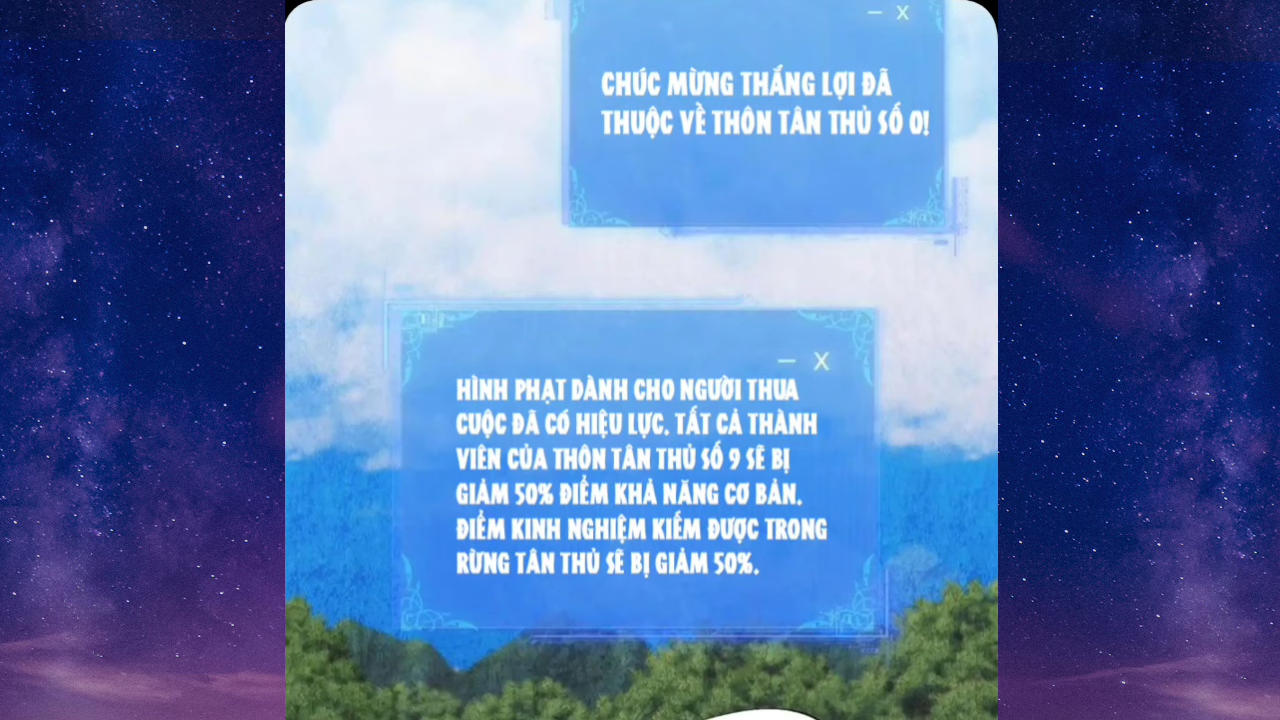 – X
CHÚC MỪNG THẮNG LỢI ĐÃ
THUỘC VỀ THÔN TÂN THỦ SỐ 0!
– X
HÌNH PHẠT DÀNH CHO NGƯỜI THUA
CUỘC ĐÃ CÓ HIỆU LỰC. TẤT CẢ THÀNH
VIÊN CỦA THÔN TÂN THỦ SỐ 9 SẼ BỊ
GIẢM 50% ĐIỂM KHẢ NĂNG CƠ BẢN.
ĐIỂM KINH NGHIỆM KIẾM ĐƯỢC TRONG
RỪNG TÂN THỦ SẼ BỊ GIẢM 50%.